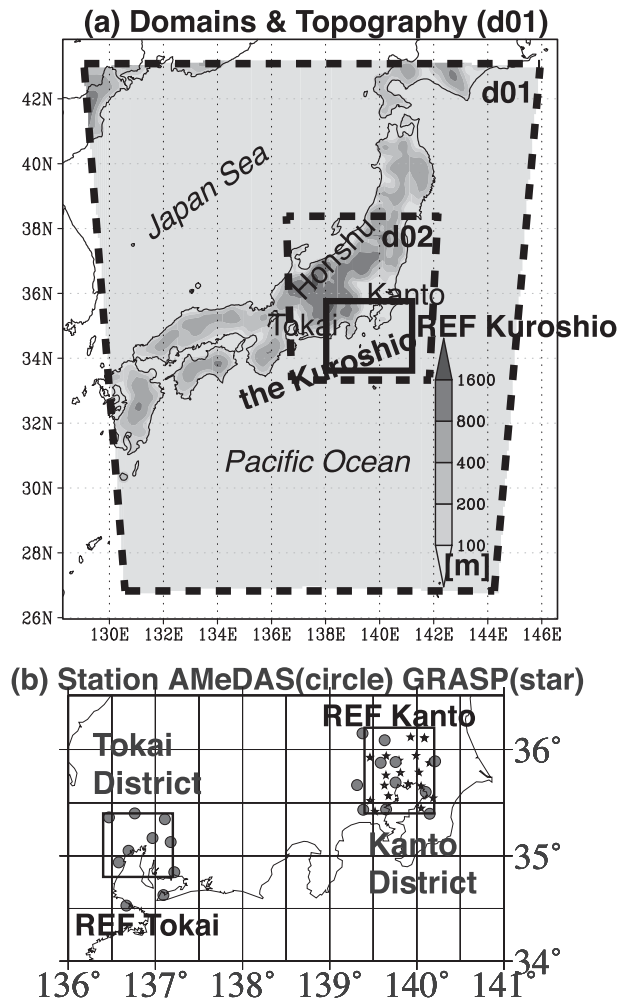 (a) Domains & Topography (d01)
42N
40N
38N
36N
34N
32N
30N
28N
26N
d01
Japan Sea
d02
Honshu
Kanto
Tokai
REF Kuroshio
the Kuroshio
Pacific Ocean
1600
800
400
200
100
[m]
130E 132E 134E 136E 138E 140E 142E 144E 146E
(b) Station AMeDAS(circle) GRASP(star)
REF Kanto
Tokai
District
36°
Kanto
District
35°
REF Tokai
34°
136° 137° 138° 139° 140° 141°